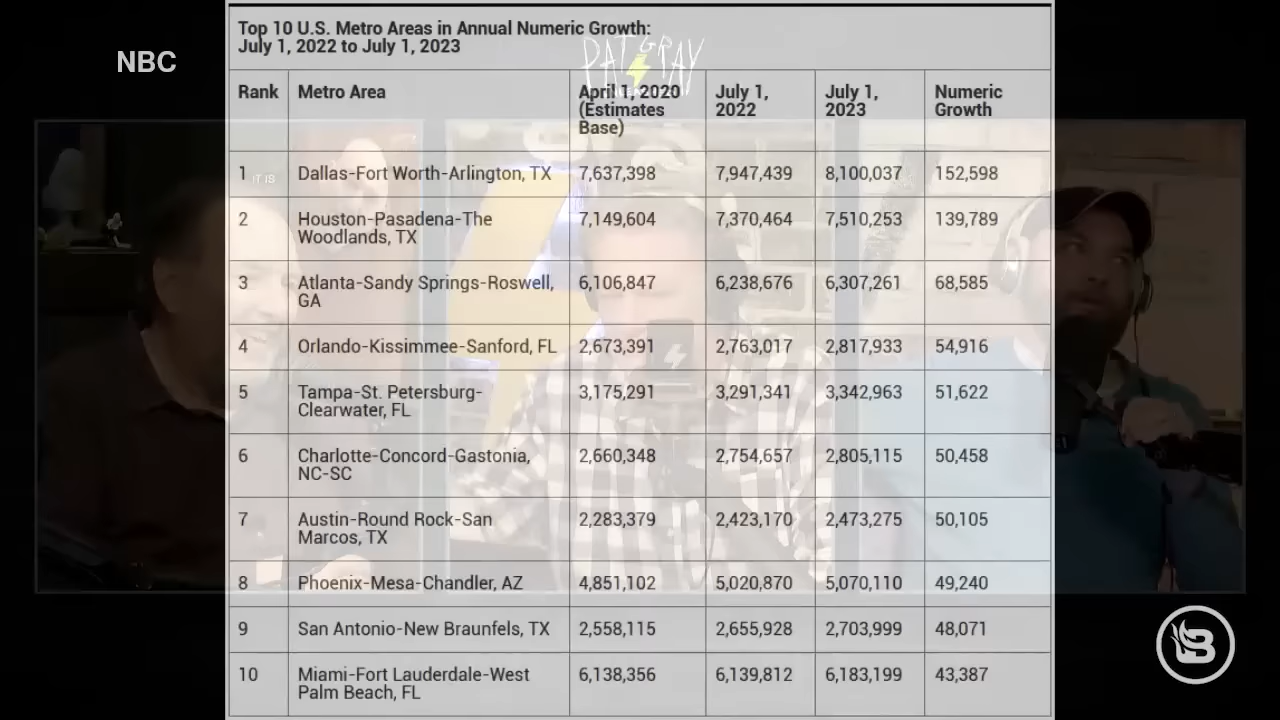 NBC
Top 10 U.S. Metro Areas in Annual Numeric Growth:
July 1, 2022 to July 1, 2023
PAT GRAY
Rank Metro Area April 1, 2020 (Estimates Base) July 1, 2022 July 1, 2023 Numeric Growth
1 Dallas-Fort Worth-Arlington, TX 7,637,398 7,947,439 8,100,037 152,598
IT IS
2 Houston-Pasadena-The Woodlands, TX 7,149,604 7,370,464 7,510,253 139,789
3 Atlanta-Sandy Springs-Roswell, GA 6,106,847 6,238,676 6,307,261 68,585
4 Orlando-Kissimmee-Sanford, FL 2,673,391 2,763,017 2,817,933 54,916
5 Tampa-St. Petersburg-Clearwater, FL 3,175,291 3,291,341 3,342,963 51,622
6 Charlotte-Concord-Gastonia, NC-SC 2,660,348 2,754,657 2,805,115 50,458
7 Austin-Round Rock-San Marcos, TX 2,283,379 2,423,170 2,473,275 50,105
8 Phoenix-Mesa-Chandler, AZ 4,851,102 5,020,870 5,070,110 49,240
9 San Antonio-New Braunfels, TX 2,558,115 2,655,928 2,703,999 48,071
10 Miami-Fort Lauderdale-West Palm Beach, FL 6,138,356 6,139,812 6,183,199 43,387
B